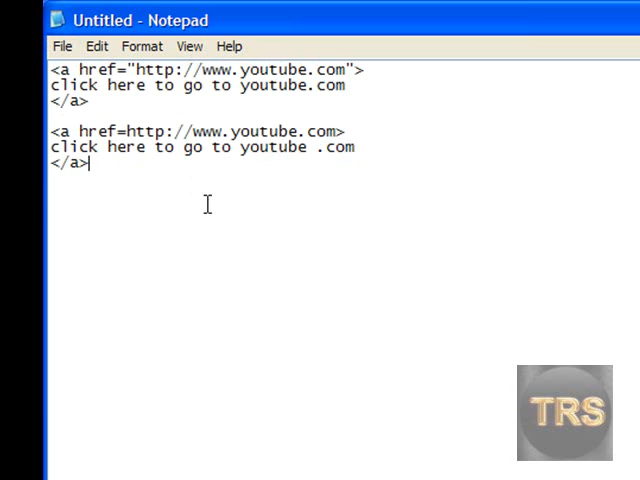 Untitled - Notepad
File Edit Format View Help
<a href="http://www.youtube.com">
click here to go to youtube.com
</a>
<a href=http://www.youtube.com>
click here to go to youtube .com
</a>
TRS